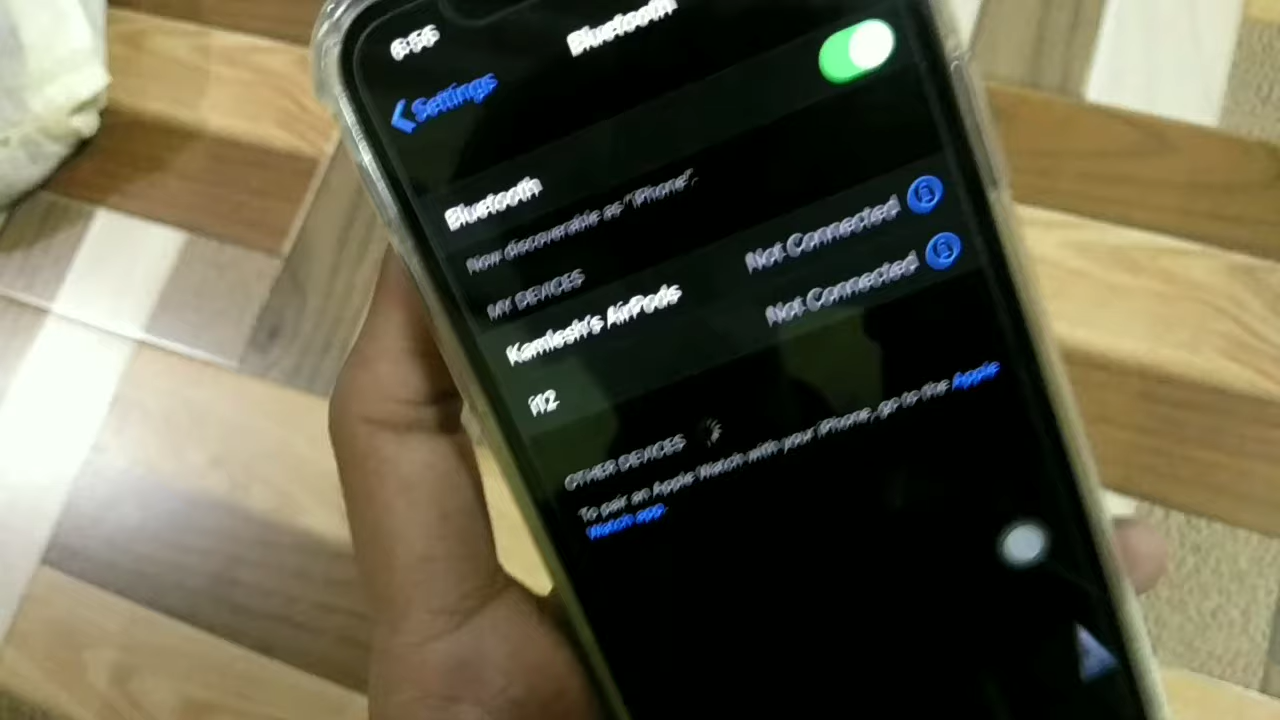 6:56
Bluetooth
Settings
Bluetooth
Now discoverable as "iPhone".
MY DEVICES
Kamlesh's AirPods Not Connected
i12 Not Connected
OTHER DEVICES
To pair an Apple Watch with your iPhone, go to the Apple
Watch app.